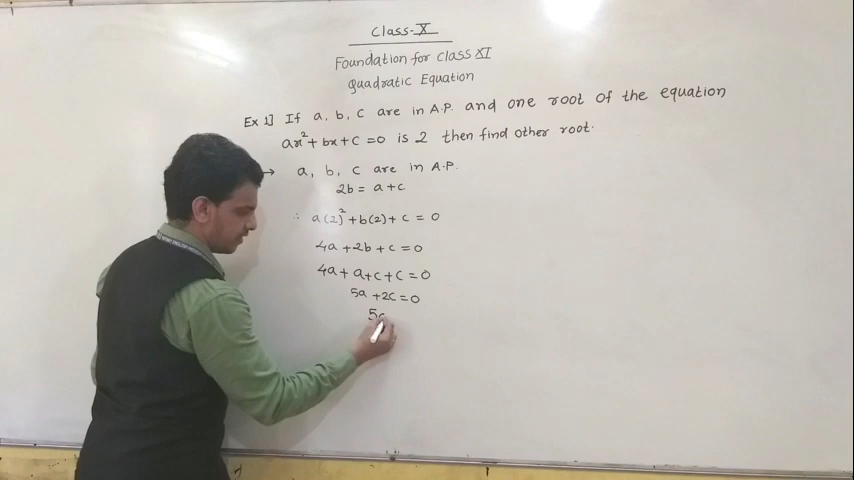 Class-X
Foundation for class XI
Quadratic Equation
Ex 1] If a, b, c are in A.P. and one root of the equation
ax² + bx + c = 0 is 2 then find other root.
→ a, b, c are in A.P.
2b = a + c
∴ a(2)² + b(2) + c = 0
4a + 2b + c = 0
4a + a + c + c = 0
5a + 2c = 0
5a